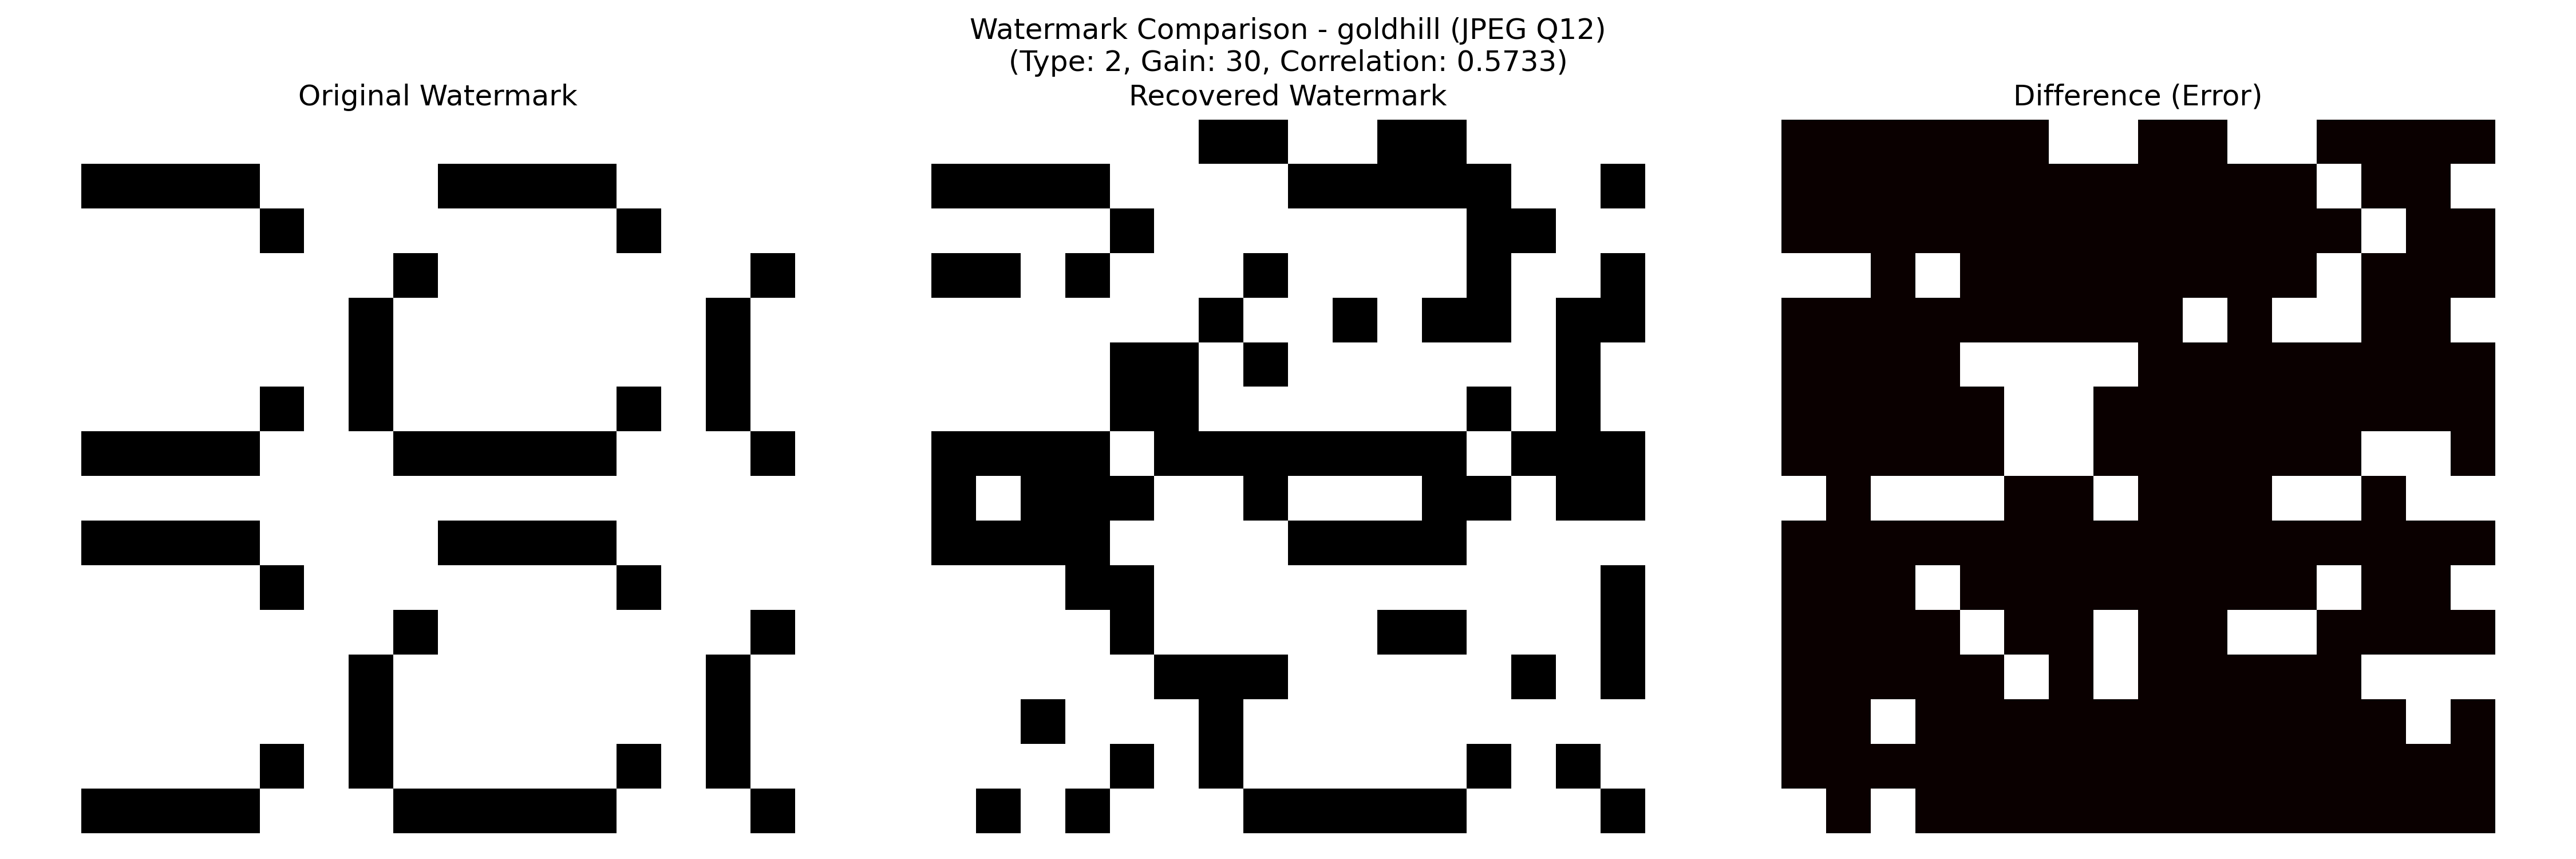 Watermark Comparison - goldhill (JPEG Q12)
(Type: 2, Gain: 30, Correlation: 0.5733)
Original Watermark
Recovered Watermark
Difference (Error)